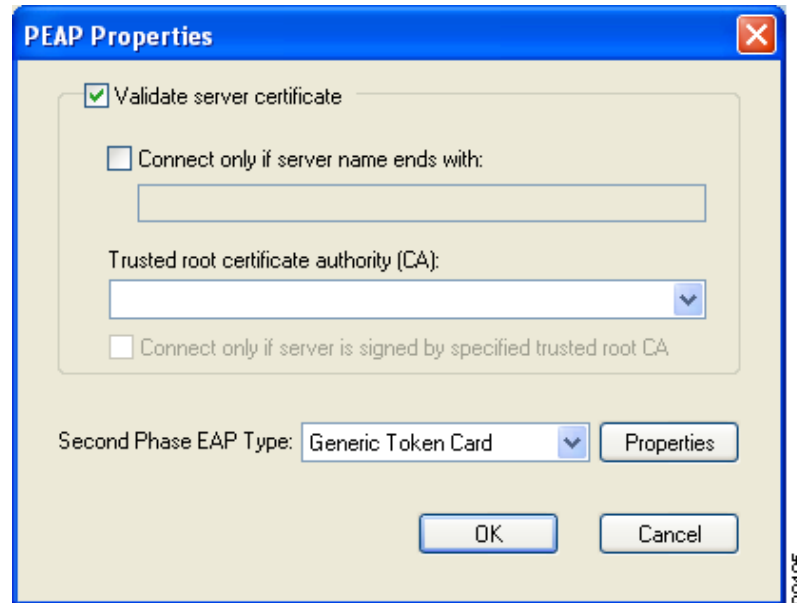 PEAP Properties
Validate server certificate
Connect only if server name ends with:
Trusted root certificate authority (CA):
Connect only if server is signed by specified trusted root CA
Second Phase EAP Type: Generic Token Card Properties
OK Cancel